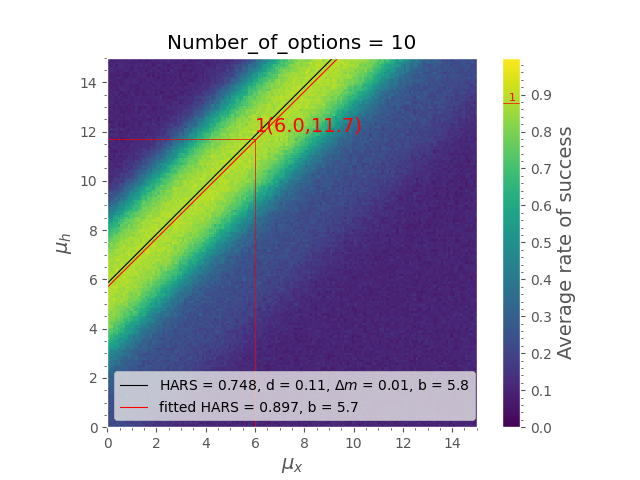 Number_of_options = 10
14
12
10
8
6
4
2
0
μh
1(6.0,11.7)
HARS = 0.748, d = 0.11, Δm = 0.01, b = 5.8
fitted HARS = 0.897, b = 5.7
0 2 4 6 8 10 12 14
μx
1
0.9
0.8
0.7
0.6
0.5
0.4
0.3
0.2
0.1
0.0
Average rate of success